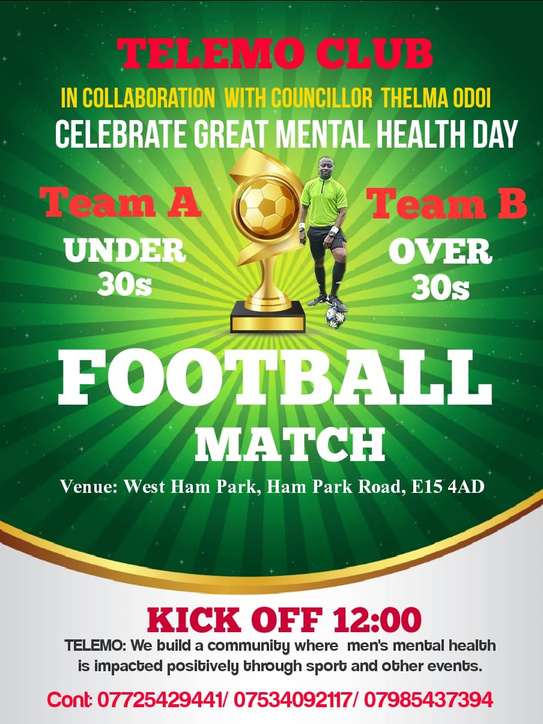 TELEMO CLUB
IN COLLABORATION WITH COUNCILLOR THELMA ODOI
CELEBRATE GREAT MENTAL HEALTH DAY
Team A
UNDER
30s
Team B
OVER
30s
FOOTBALL
MATCH
Venue: West Ham Park, Ham Park Road, E15 4AD
KICK OFF 12:00
TELEMO: We build a community where men's mental health
is impacted positively through sport and other events.
Cont: 07725429441/ 07534092117/ 07985437394